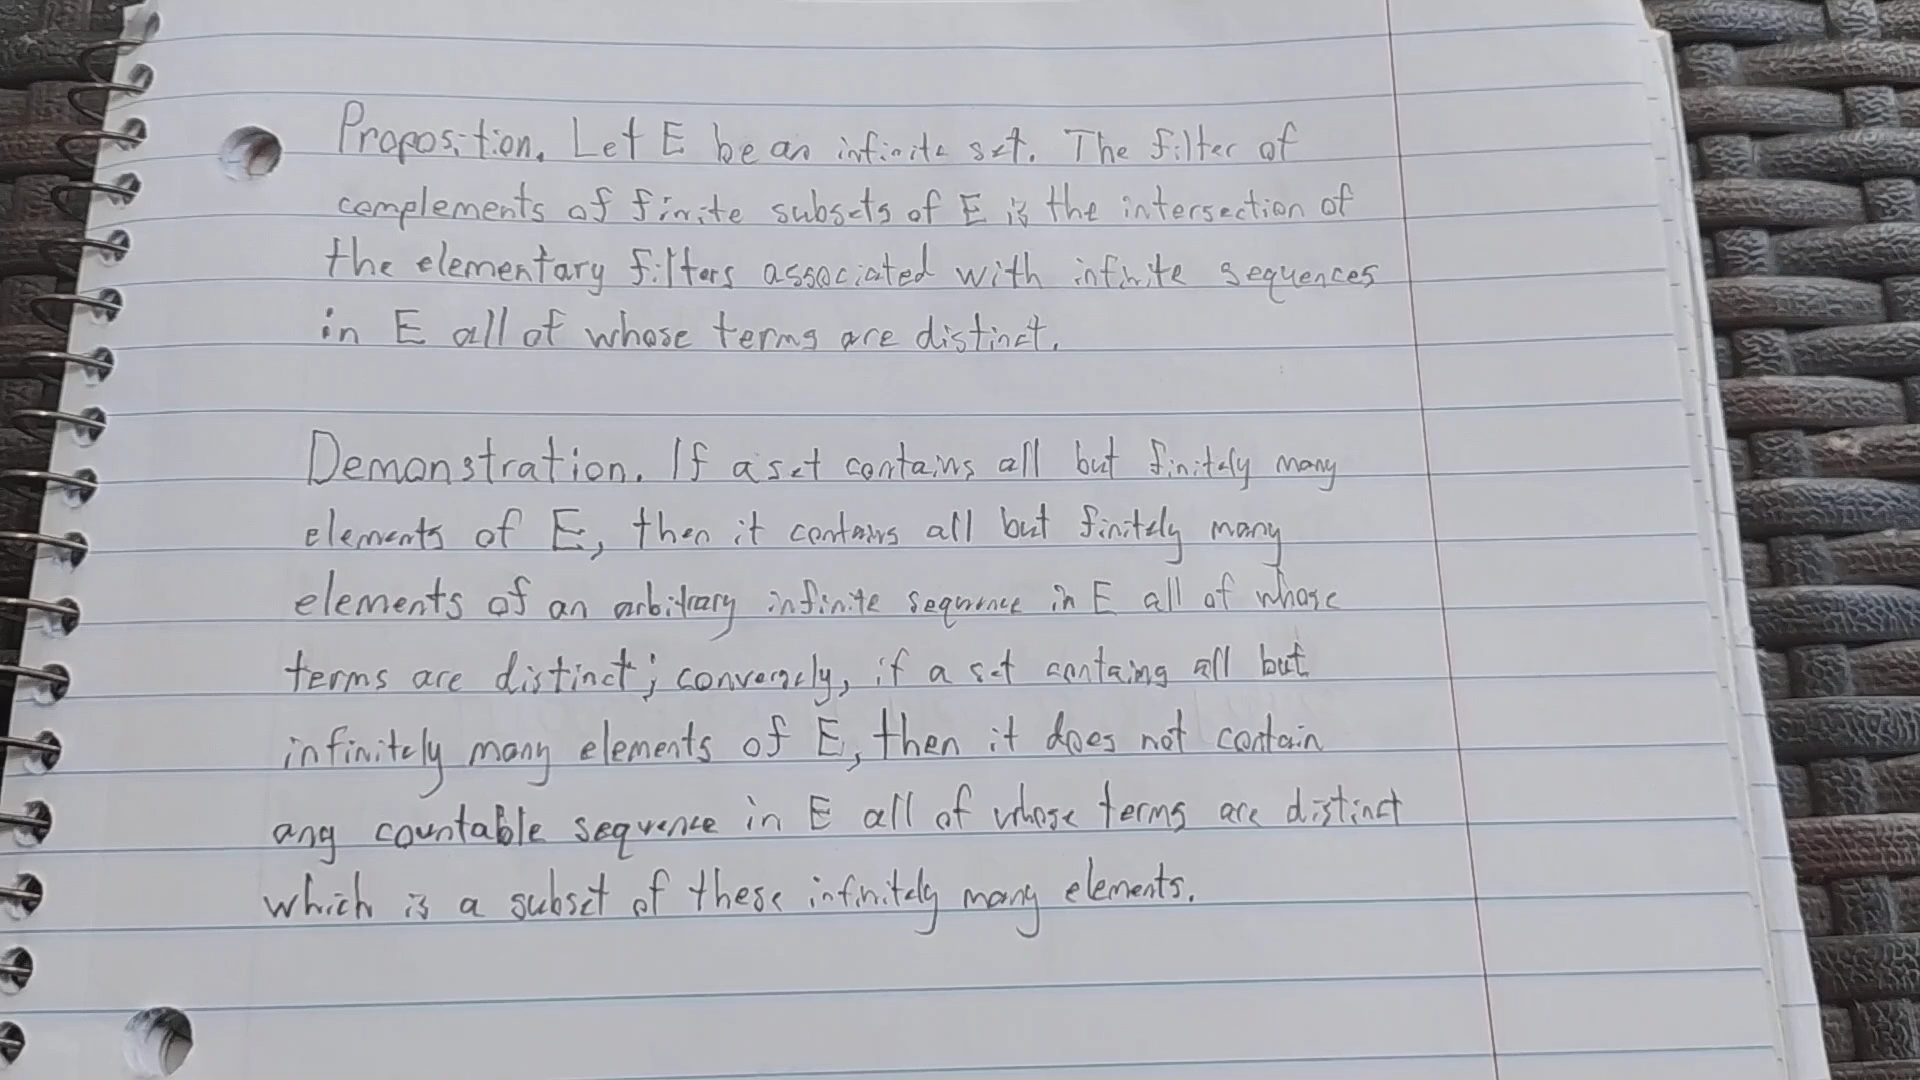 Proposition. Let E be an infinite set. The filter of
complements of finite subsets of E is the intersection of
the elementary filters associated with infinite sequences
in E all of whose terms are distinct.
Demonstration. If a set contains all but finitely many
elements of E, then it contains all but finitely many
elements of an arbitrary infinite sequence in E all of whose
terms are distinct; conversely, if a set contains all but
infinitely many elements of E, then it does not contain
any countable sequence in E all of whose terms are distinct
which is a subset of these infinitely many elements.